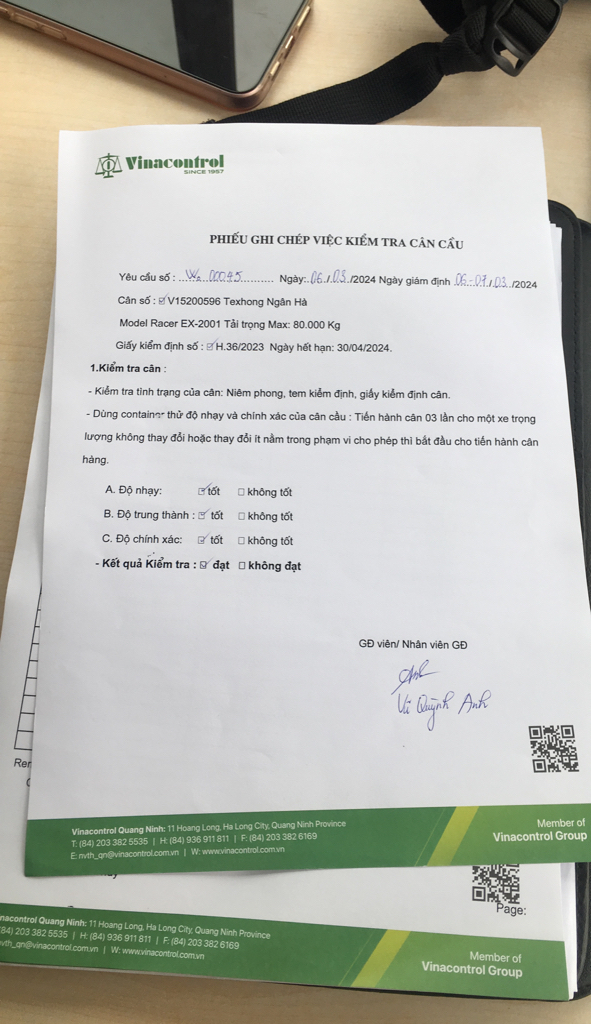 Vinacontrol
SINCE 1957
PHIẾU GHI CHÉP VIỆC KIỂM TRA CÂN CẨU
Yêu cầu số : ...W2 00045............ Ngày: 06 / 03 /2024 Ngày giám định 06-07 / 03 /2024
Cân số : ☑ V15200596 Texhong Ngân Hà
Model Racer EX-2001 Tải trọng Max: 80.000 Kg
Giấy kiểm định số : ☑ H.36/2023 Ngày hết hạn: 30/04/2024.
1.Kiểm tra cân :
- Kiểm tra tình trạng của cân: Niêm phong, tem kiểm định, giấy kiểm định cân.
- Dùng container thử độ nhạy và chính xác của cân cẩu : Tiến hành cân 03 lần cho một xe trọng
lượng không thay đổi hoặc thay đổi ít nằm trong phạm vi cho phép thì bắt đầu cho tiến hành cân
hàng.
A. Độ nhạy: ☑ tốt ☐ không tốt
B. Độ trung thành : ☑ tốt ☐ không tốt
C. Độ chính xác: ☑ tốt ☐ không tốt
- Kết quả Kiểm tra : ☑ đạt ☐ không đạt
GĐ viên/ Nhân viên GĐ
Anh
Vũ Quỳnh Anh
Vinacontrol Quang Ninh: 11 Hoang Long, Ha Long City, Quang Ninh Province
T: (84) 203 382 5535 | H: (84) 936 911 811 | F: (84) 203 382 6169
E: nvth_qn@vinacontrol.com.vn | W: www.vinacontrol.com.vn
Member of
Vinacontrol Group
Page:
nacontrol Quang Ninh: 11 Hoang Long, Ha Long City, Quang Ninh Province
(84) 203 382 5535 | H: (84) 936 911 811 | F: (84) 203 382 6169
nvth_qn@vinacontrol.com.vn | W: www.vinacontrol.com.vn
Member of
Vinacontrol Group